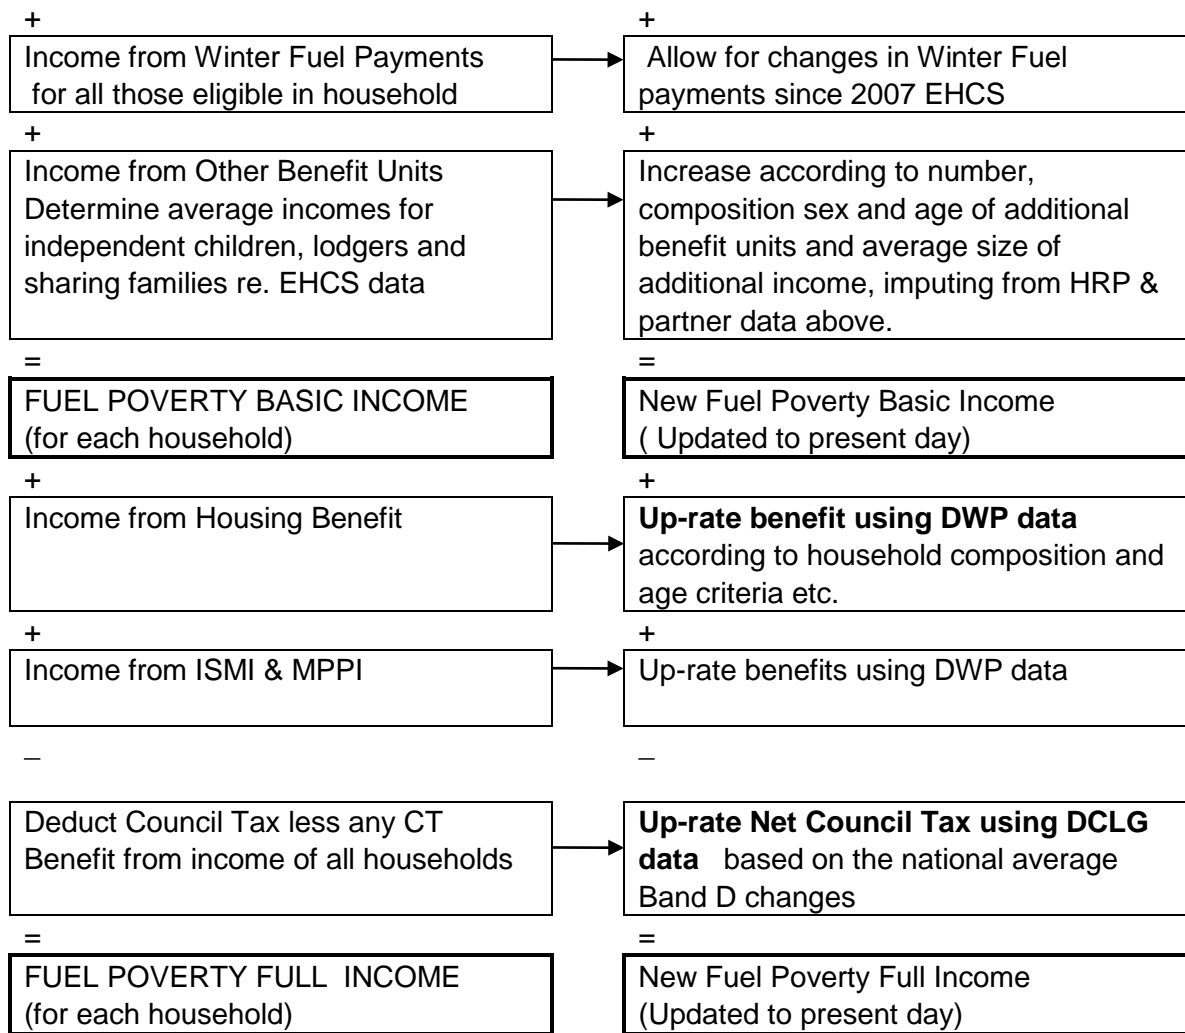 +
+
Income from Winter Fuel Payments
for all those eligible in household
Allow for changes in Winter Fuel
payments since 2007 EHCS
+
+
Income from Other Benefit Units
Determine average incomes for
independent children, lodgers and
sharing families re. EHCS data
Increase according to number,
composition sex and age of additional
benefit units and average size of
additional income, imputing from HRP &
partner data above.
=
=
FUEL POVERTY BASIC INCOME
(for each household)
New Fuel Poverty Basic Income
( Updated to present day)
+
+
Income from Housing Benefit
Up-rate benefit using DWP data
according to household composition and
age criteria etc.
+
+
Income from ISMI & MPPI
Up-rate benefits using DWP data
–
–
Deduct Council Tax less any CT
Benefit from income of all households
Up-rate Net Council Tax using DCLG
data based on the national average
Band D changes
=
=
FUEL POVERTY FULL INCOME
(for each household)
New Fuel Poverty Full Income
(Updated to present day)